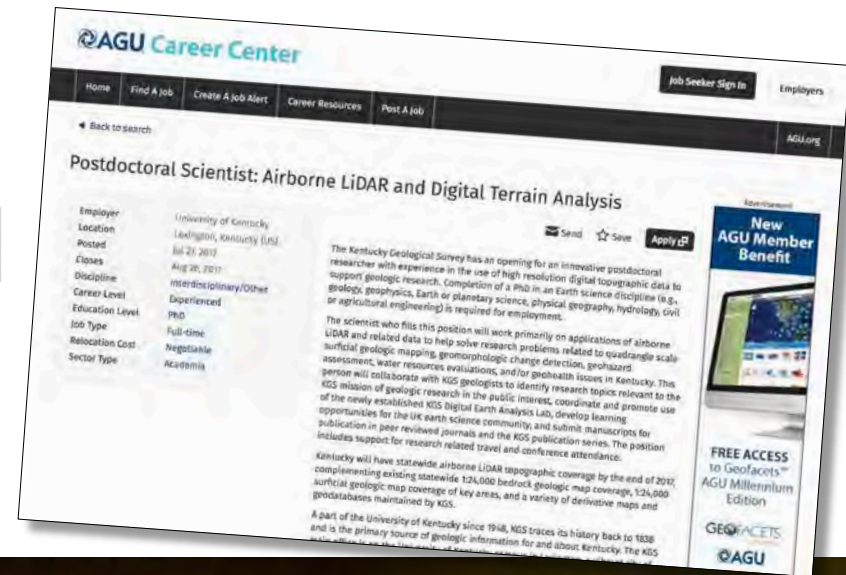 AGU Career Center
Job Seeker Sign In
Employers
Home
Find A Job
Create A Job Alert
Career Resources
Post A Job
AGU.org
Back to search
Postdoctoral Scientist: Airborne LiDAR and Digital Terrain Analysis
Send
Save
Apply
Employer University of Kentucky
Location Lexington, Kentucky (US)
Posted Jul 21, 2017
Closes Aug 20, 2017
Discipline Interdisciplinary/Other
Career Level Experienced
Education Level PhD
Job Type Full-time
Relocation Cost Negotiable
Sector Type Academia
The Kentucky Geological Survey has an opening for an innovative postdoctoral
researcher with experience in the use of high resolution digital topographic data to
support geologic research. Completion of a PhD in an Earth science discipline (e.g.,
geology, geophysics, Earth or planetary science, physical geography, hydrology, civil
or agricultural engineering) is required for employment.
The scientist who fills this position will work primarily on applications of airborne
LiDAR and related data to help solve research problems related to quadrangle scale
surficial geologic mapping, geomorphologic change detection, geohazard
assessment, water resources evaluations, and/or geohealth issues in Kentucky. This
person will collaborate with KGS geologists to identify research topics relevant to the
KGS mission of geologic research in the public interest, coordinate and promote use
of the newly established KGS Digital Earth Analysis Lab, develop learning
opportunities for the UK earth science community, and submit manuscripts for
publication in peer reviewed journals and the KGS publication series. The position
includes support for research related travel and conference attendance.
Kentucky will have statewide airborne LiDAR topographic coverage by the end of 2017,
complementing existing statewide 1:24,000 bedrock geologic map coverage, 1:24,000
surficial geologic map coverage of key areas, and a variety of derivative maps and
geodatabases maintained by KGS.
A part of the University of Kentucky since 1948, KGS traces its history back to 1838
and is the primary source of geologic information for and about Kentucky. The KGS
Advertisement
New
AGU Member
Benefit
FREE ACCESS
to Geofacets™
AGU Millennium
Edition
GEOFACETS
AGU